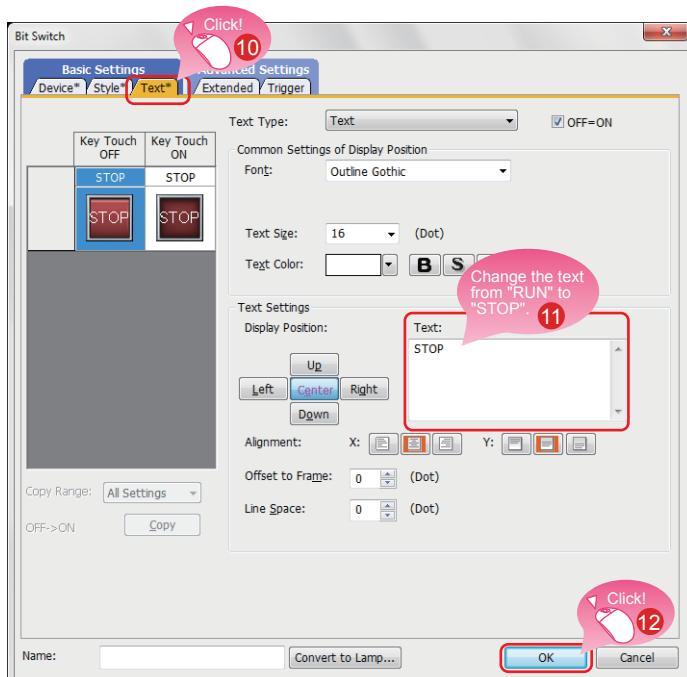 Click!
10
Bit Switch
Basic Settings
Advanced Settings
Device* Style* Text* Extended Trigger
Text Type: Text OFF=ON
Key Touch OFF
Key Touch ON
STOP STOP
STOP STOP
Common Settings of Display Position
Font: Outline Gothic
Text Size: 16 (Dot)
Text Color: B S
Change the text
from "RUN" to
"STOP". 11
Text Settings
Display Position: Text:
STOP
Up
Left Center Right
Down
Alignment: X: Y:
Offset to Frame: 0 (Dot)
Line Space: 0 (Dot)
Copy Range: All Settings
OFF->ON Copy
Click!
12
Name: Convert to Lamp... OK Cancel